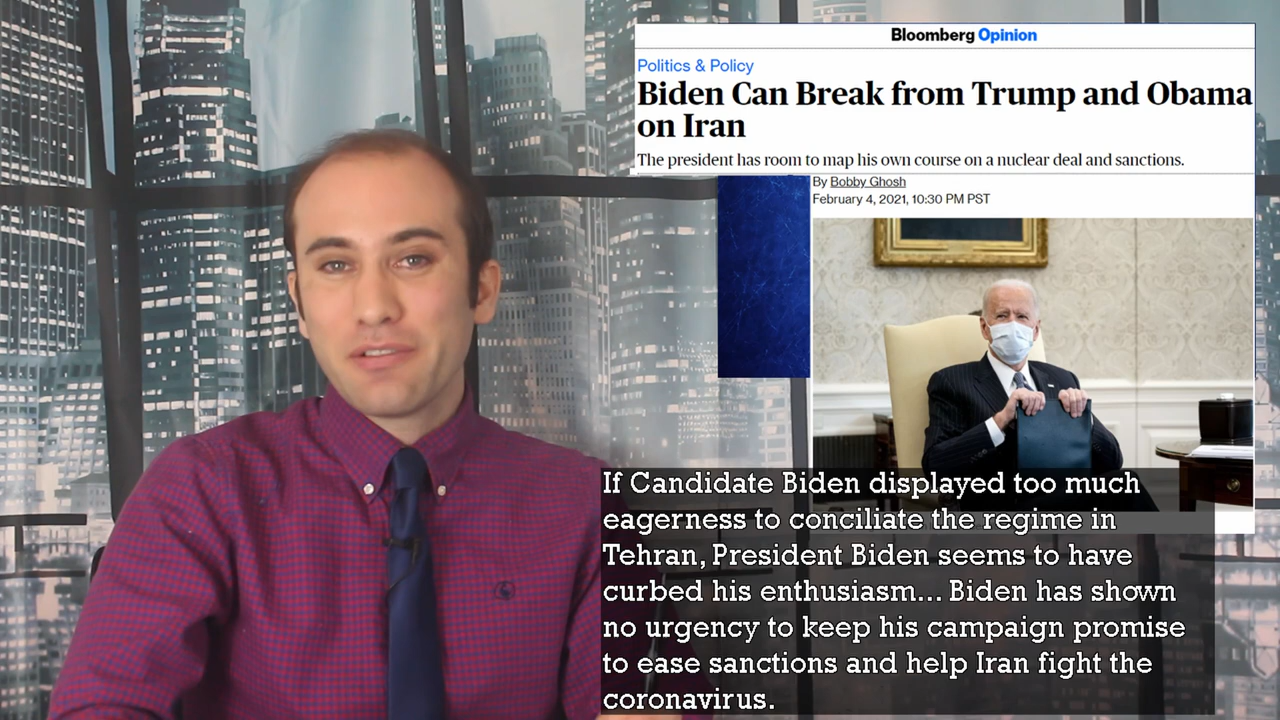 Bloomberg Opinion
Politics & Policy
Biden Can Break from Trump and Obama
on Iran
The president has room to map his own course on a nuclear deal and sanctions.
By Bobby Ghosh
February 4, 2021, 10:30 PM PST
If Candidate Biden displayed too much
eagerness to conciliate the regime in
Tehran, President Biden seems to have
curbed his enthusiasm... Biden has shown
no urgency to keep his campaign promise
to ease sanctions and help Iran fight the
coronavirus.